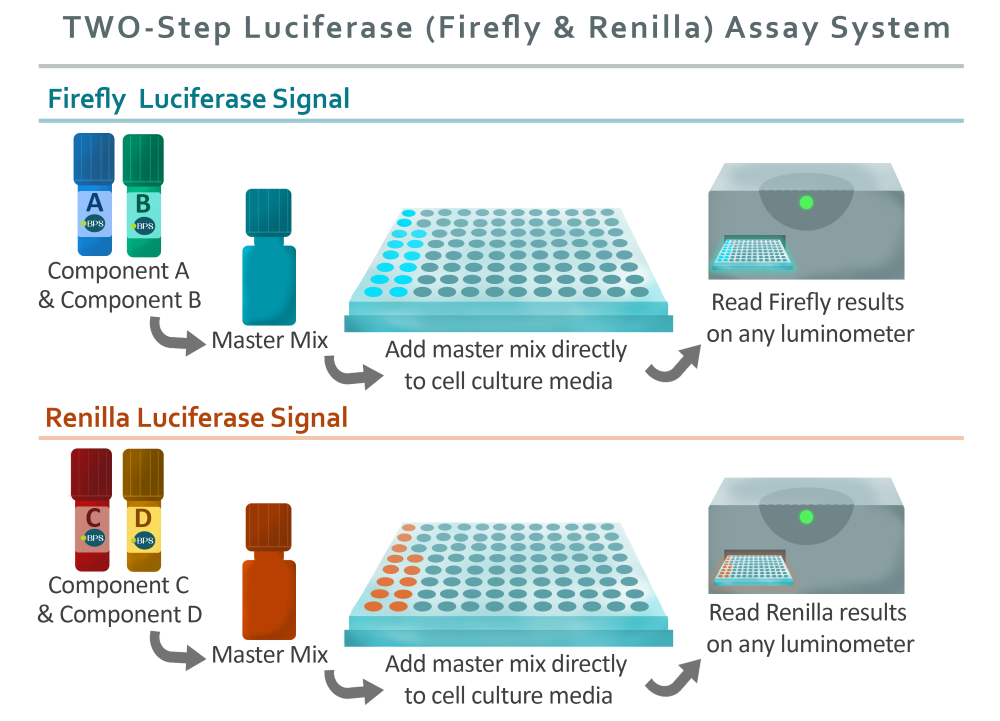 TWO-Step Luciferase (Firefly & Renilla) Assay System
Firefly Luciferase Signal
A
B
BPS
BPS
Component A
& Component B
Master Mix
Add master mix directly
to cell culture media
Read Firefly results
on any luminometer
Renilla Luciferase Signal
C
D
BPS
BPS
Component C
& Component D
Master Mix
Add master mix directly
to cell culture media
Read Renilla results
on any luminometer